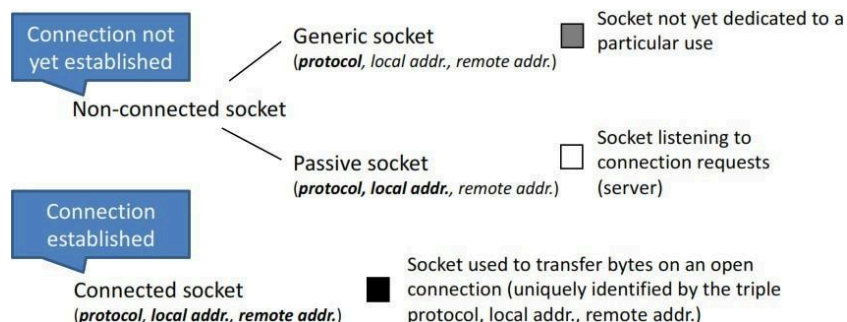 Connection not
yet established
Generic socket
(protocol, local addr., remote addr.)
Socket not yet dedicated to a
particular use
Non-connected socket
Passive socket
(protocol, local addr., remote addr.)
Socket listening to
connection requests
(server)
Connection
established
Connected socket
(protocol, local addr., remote addr.)
Socket used to transfer bytes on an open
connection (uniquely identified by the triple
protocol, local addr., remote addr.)